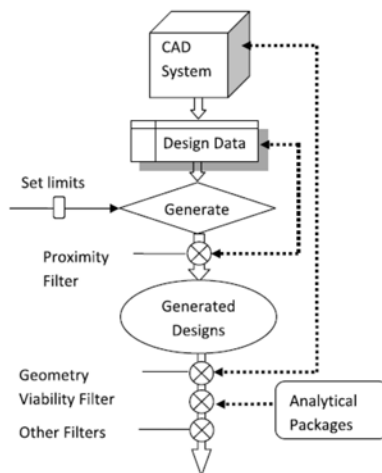 CAD
System
Design Data
Set limits
Generate
Proximity
Filter
Generated
Designs
Geometry
Viability Filter
Analytical
Packages
Other Filters